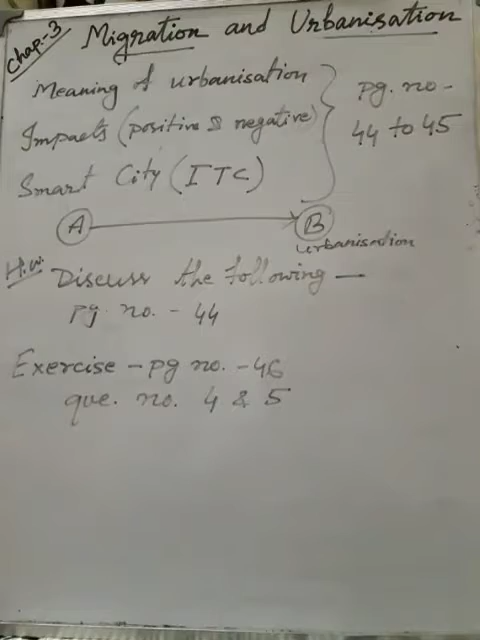 Chap:-3 Migration and Urbanisation
Meaning of urbanisation
Impacts (positive & negative)
Smart City (ITC)
pg. no -
44 to 45
A B
urbanisation
H.W. Discuss the following —
pg no. - 44
Exercise - pg no. - 46
que. no. 4 & 5